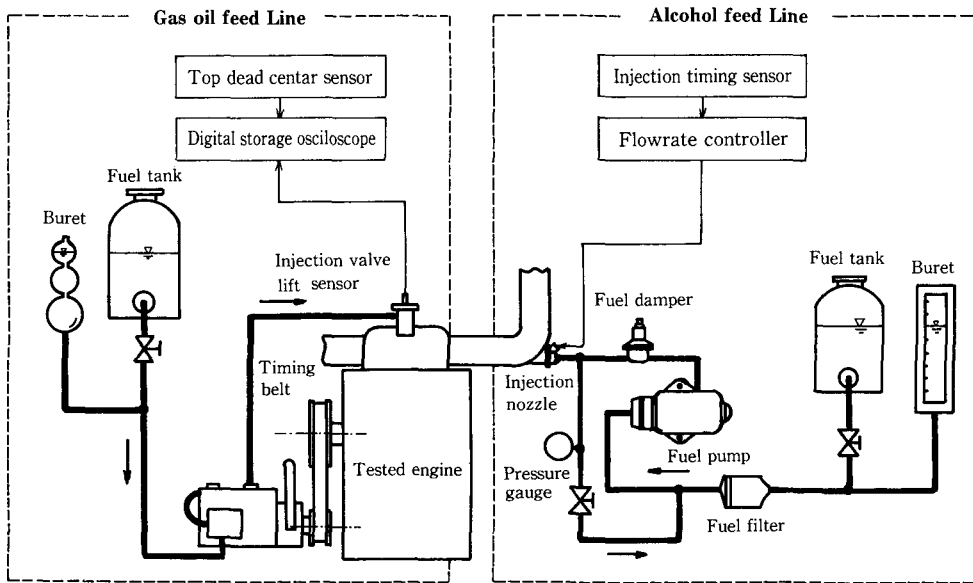 Gas oil feed Line
Top dead centar sensor
Digital storage osciloscope
Fuel tank
Buret
Injection valve
lift sensor
Timing
belt
Tested engine
Alcohol feed Line
Injection timing sensor
Flowrate controller
Fuel damper
Fuel tank
Buret
Injection
nozzle
Fuel pump
Pressure
gauge
Fuel filter